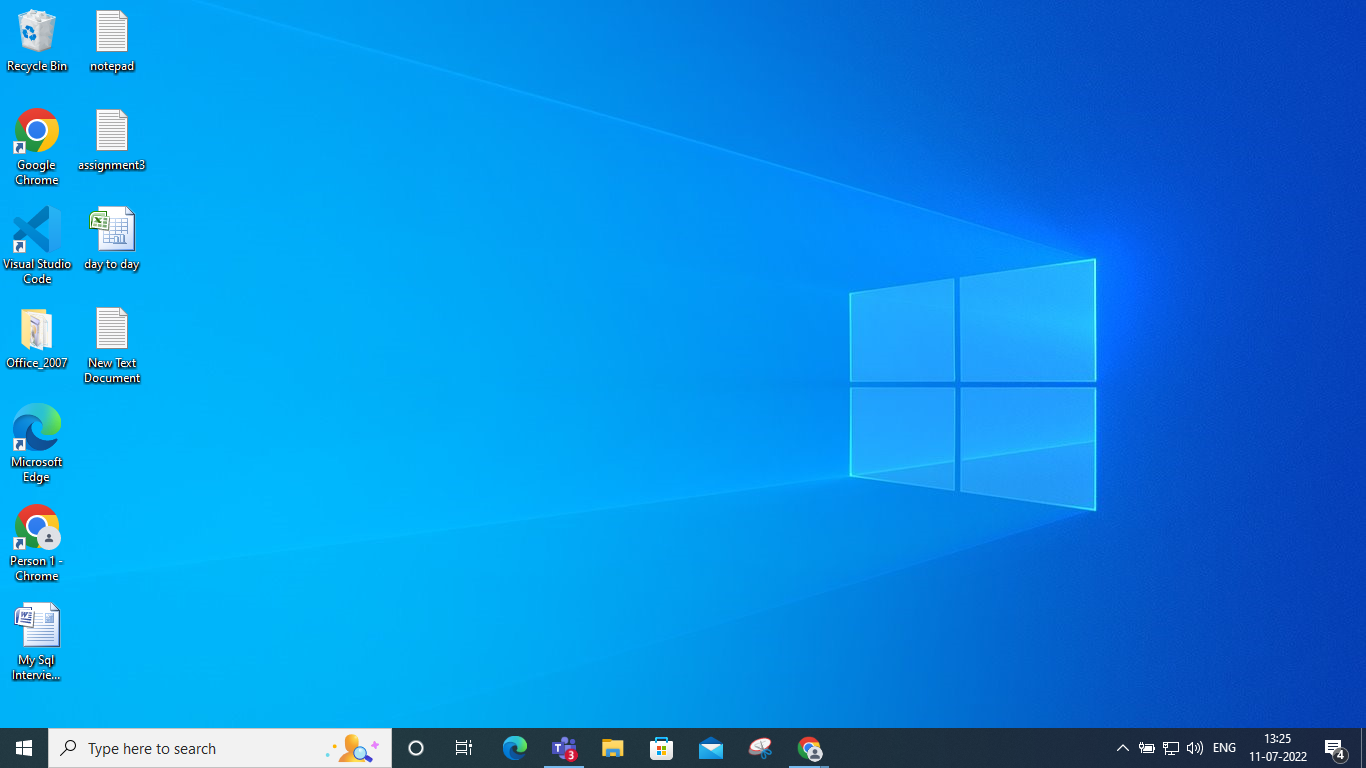 Recycle Bin
notepad
Google
Chrome
assignment3
Visual Studio
Code
day to day
Office_2007
New Text
Document
Microsoft
Edge
Person 1 -
Chrome
My Sql
Intervie...
Type here to search
3
ENG
13:25
11-07-2022
4